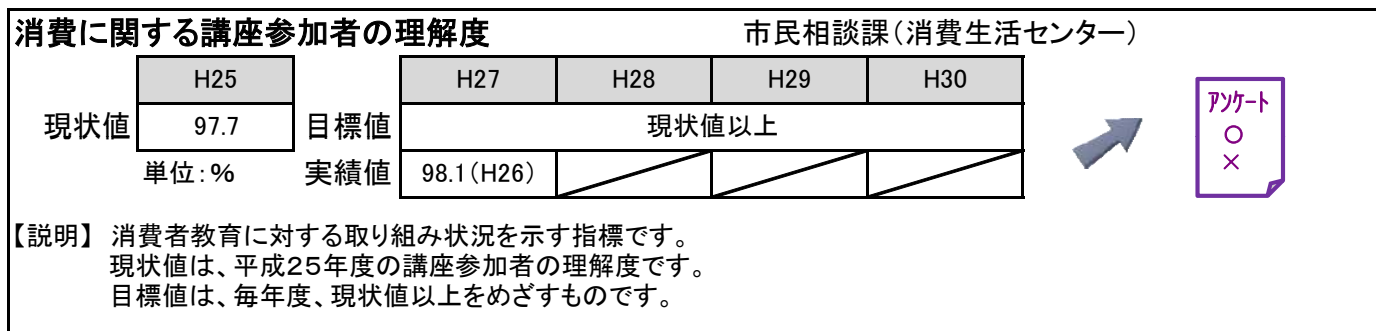 消費に関する講座参加者の理解度 市民相談課(消費生活センター)
H25 H27 H28 H29 H30
現状値 97.7 目標値 現状値以上
単位:% 実績値 98.1(H26)
アンケート
○
×
【説明】 消費者教育に対する取り組み状況を示す指標です。
現状値は、平成25年度の講座参加者の理解度です。
目標値は、毎年度、現状値以上をめざすものです。